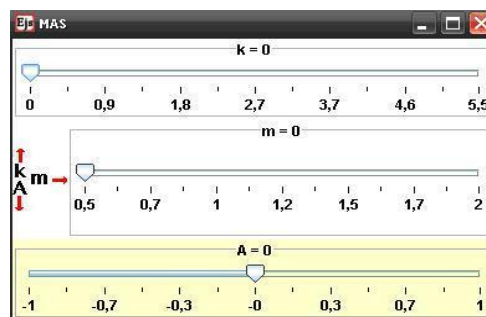 Ejs MAS
k = 0
0 0,9 1,8 2,7 3,7 4,6 5,5
m = 0
k
m
A
0,5 0,7 1 1,2 1,5 1,7 2
A = 0
-1 -0,7 -0,3 -0 0,3 0,7 1